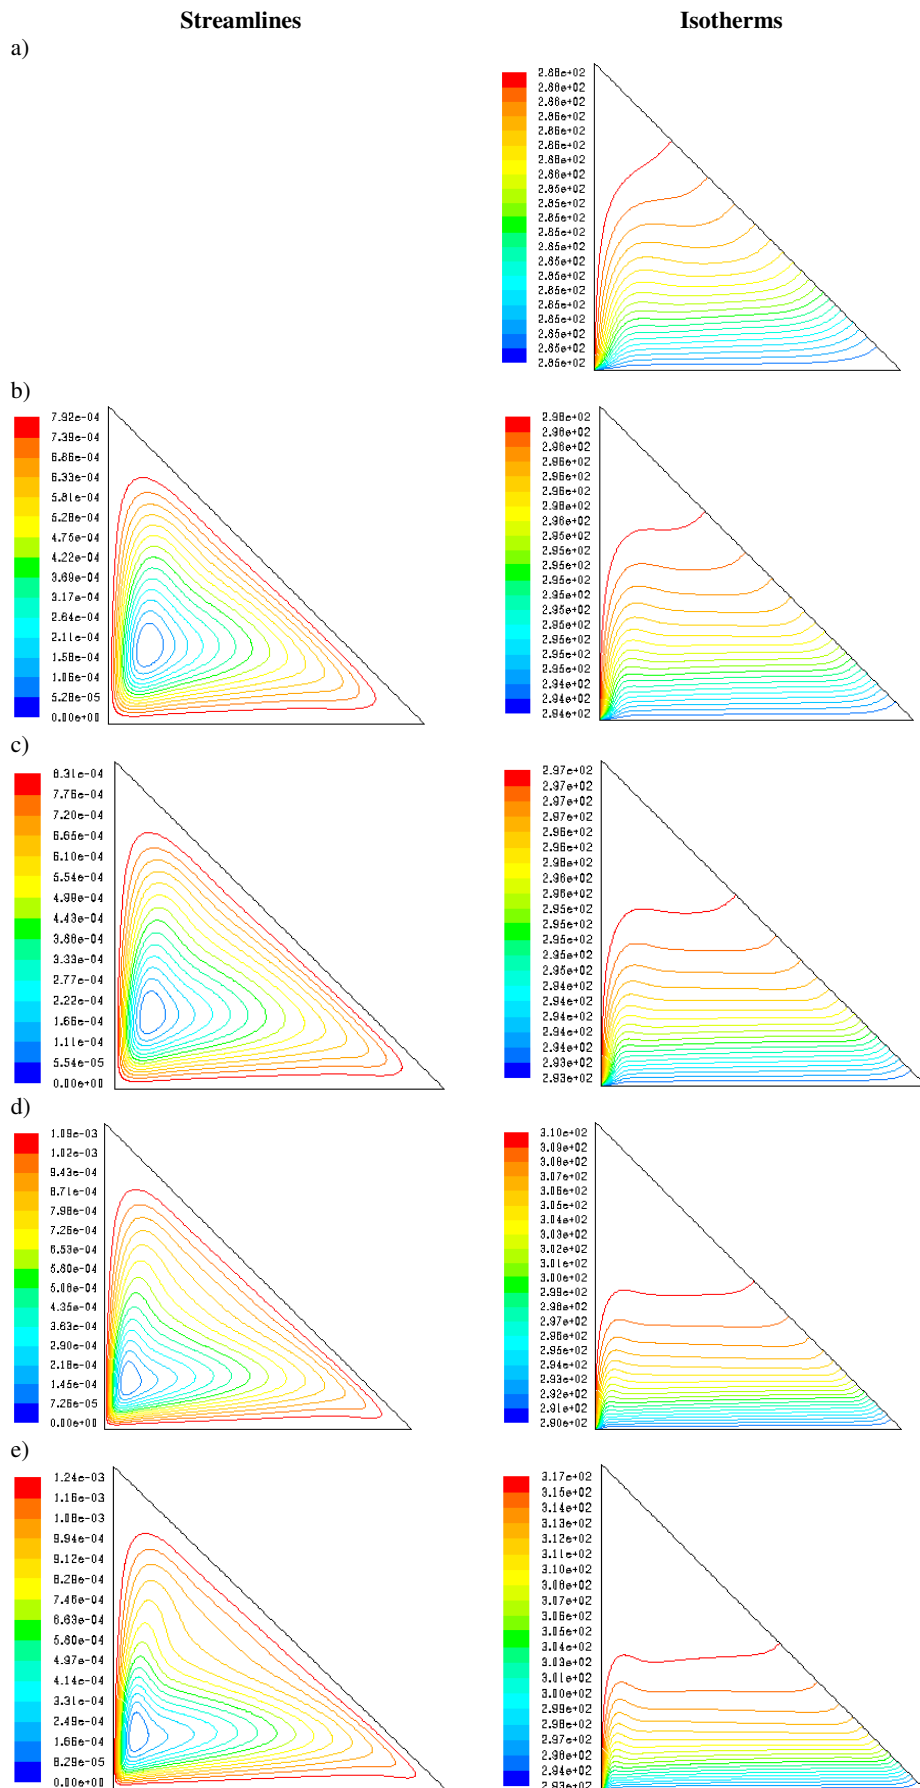 Streamlines
Isotherms
a)
2.86e+02
2.86e+02
2.86e+02
2.86e+02
2.86e+02
2.86e+02
2.86e+02
2.86e+02
2.85e+02
2.85e+02
2.85e+02
2.85e+02
2.85e+02
2.85e+02
2.85e+02
2.85e+02
2.85e+02
2.85e+02
2.85e+02
2.85e+02
2.85e+02
b)
7.92e-04
7.39e-04
6.86e-04
6.33e-04
5.81e-04
5.28e-04
4.75e-04
4.22e-04
3.69e-04
3.17e-04
2.64e-04
2.11e-04
1.58e-04
1.06e-04
5.28e-05
0.00e+00
2.96e+02
2.96e+02
2.96e+02
2.96e+02
2.96e+02
2.96e+02
2.96e+02
2.96e+02
2.95e+02
2.95e+02
2.95e+02
2.95e+02
2.95e+02
2.95e+02
2.95e+02
2.95e+02
2.95e+02
2.95e+02
2.94e+02
2.94e+02
2.94e+02
c)
8.31e-04
7.76e-04
7.20e-04
6.65e-04
6.10e-04
5.54e-04
4.99e-04
4.43e-04
3.88e-04
3.33e-04
2.77e-04
2.22e-04
1.66e-04
1.11e-04
5.54e-05
0.00e+00
2.97e+02
2.97e+02
2.97e+02
2.97e+02
2.96e+02
2.96e+02
2.96e+02
2.96e+02
2.96e+02
2.95e+02
2.95e+02
2.95e+02
2.95e+02
2.94e+02
2.94e+02
2.94e+02
2.94e+02
2.94e+02
2.94e+02
2.93e+02
2.93e+02
d)
1.09e-03
1.02e-03
9.43e-04
8.71e-04
7.98e-04
7.26e-04
6.53e-04
5.80e-04
5.08e-04
4.35e-04
3.63e-04
2.90e-04
2.18e-04
1.45e-04
7.26e-05
0.00e+00
3.10e+02
3.09e+02
3.08e+02
3.07e+02
3.05e+02
3.04e+02
3.03e+02
3.02e+02
3.01e+02
3.00e+02
2.99e+02
2.98e+02
2.97e+02
2.96e+02
2.95e+02
2.94e+02
2.93e+02
2.92e+02
2.91e+02
2.90e+02
e)
1.24e-03
1.16e-03
1.08e-03
9.94e-04
9.12e-04
8.29e-04
7.46e-04
6.63e-04
5.80e-04
4.97e-04
4.14e-04
3.31e-04
2.49e-04
1.66e-04
8.29e-05
0.00e+00
3.17e+02
3.15e+02
3.14e+02
3.13e+02
3.12e+02
3.11e+02
3.10e+02
3.08e+02
3.07e+02
3.06e+02
3.05e+02
3.04e+02
3.03e+02
3.01e+02
3.00e+02
2.99e+02
2.98e+02
2.97e+02
2.96e+02
2.94e+02
2.93e+02